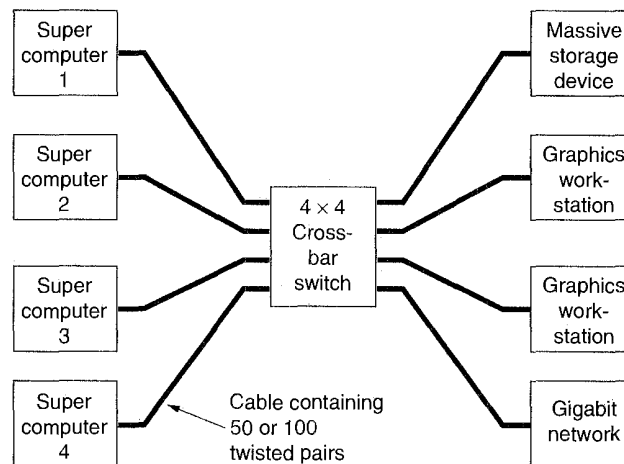 Super
computer
1
Massive
storage
device
Super
computer
2
Graphics
work-
station
4 × 4
Cross-
bar
switch
Super
computer
3
Graphics
work-
station
Super
computer
4
Cable containing
50 or 100
twisted pairs
Gigabit
network